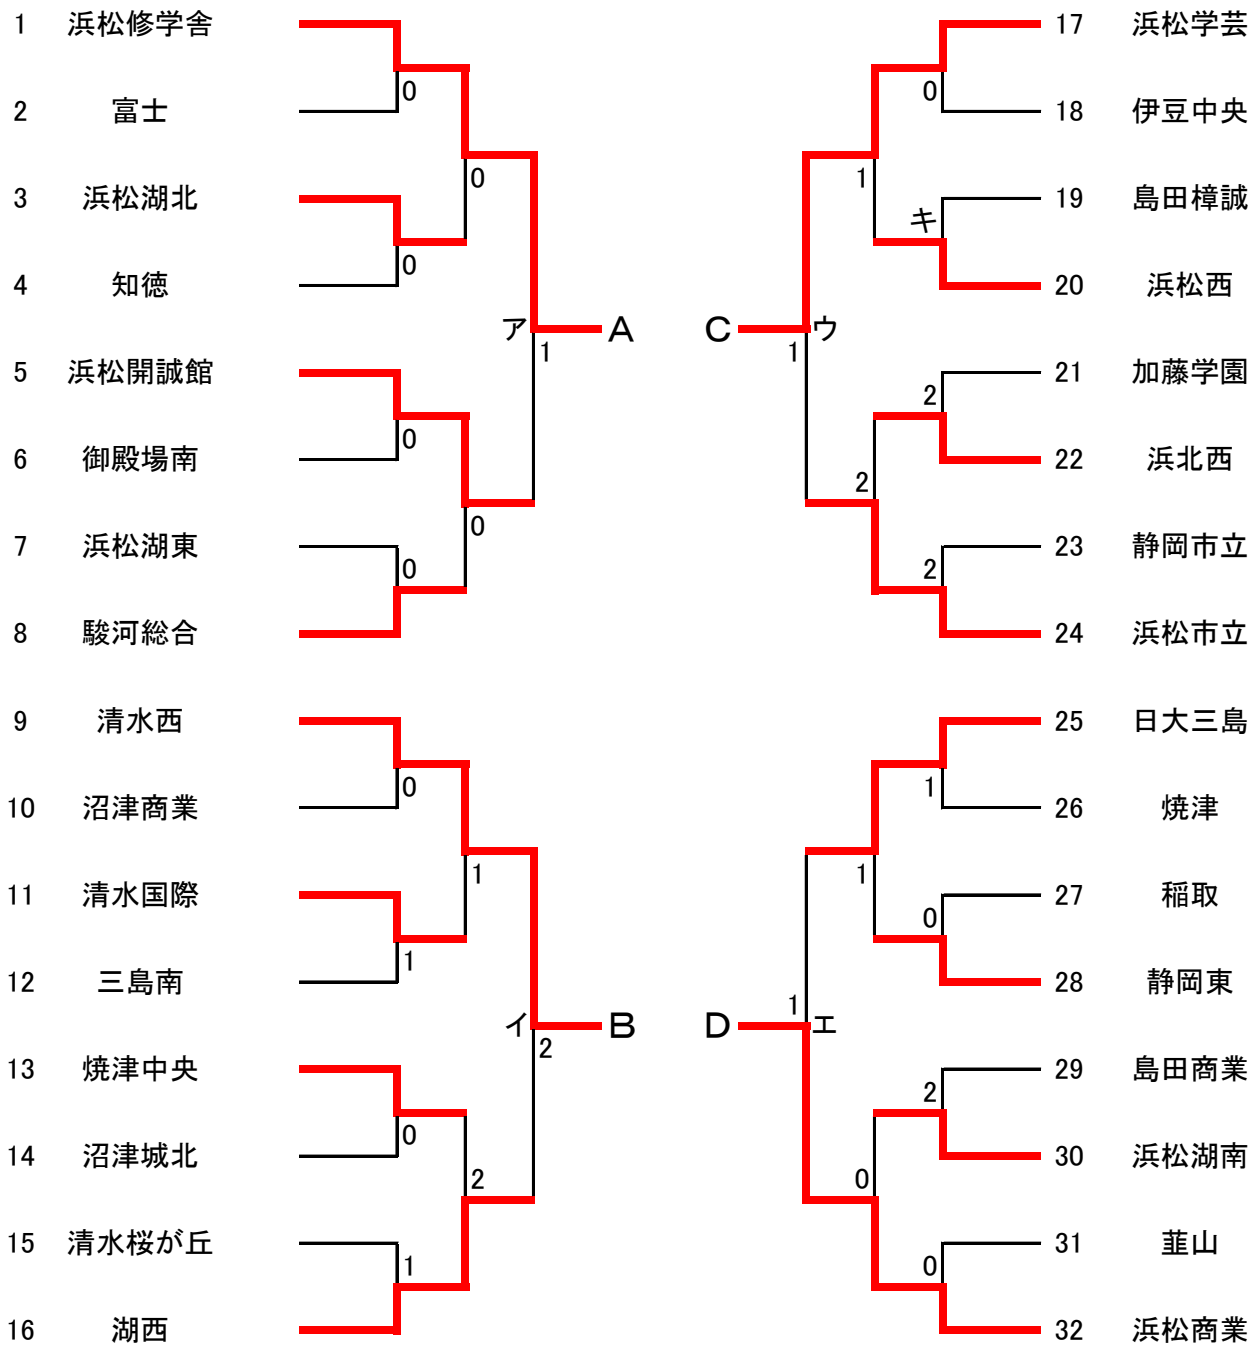 1 浜松修学舎
0
2 富士
0
3 浜松湖北
0
4 知徳
ア A
1
5 浜松開誠館
0
6 御殿場南
0
7 浜松湖東
0
8 駿河総合
9 清水西
0
10 沼津商業
1
11 清水国際
1
12 三島南
イ B
2
13 焼津中央
0
14 沼津城北
2
15 清水桜が丘
1
16 湖西
17 浜松学芸
0
18 伊豆中央
1
19 島田樟誠
キ
20 浜松西
C ウ
1
21 加藤学園
2
22 浜北西
2
23 静岡市立
2
24 浜松市立
25 日大三島
1
26 焼津
1
27 稲取
0
28 静岡東
1
D エ
29 島田商業
2
30 浜松湖南
0
31 韮山
0
32 浜松商業